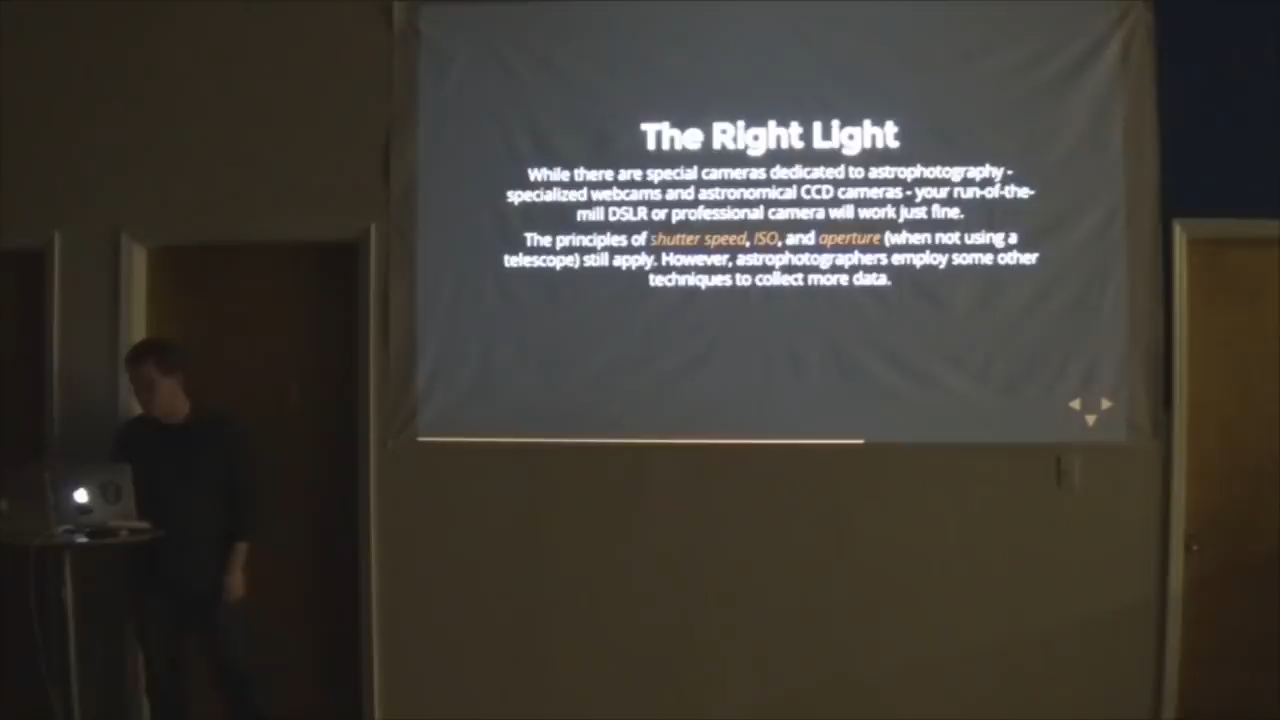 The Right Light
While there are special cameras dedicated to astrophotography -
specialized webcams and astronomical CCD cameras - your run-of-the-
mill DSLR or professional camera will work just fine.
The principles of shutter speed, ISO, and aperture (when not using a
telescope) still apply. However, astrophotographers employ some other
techniques to collect more data.